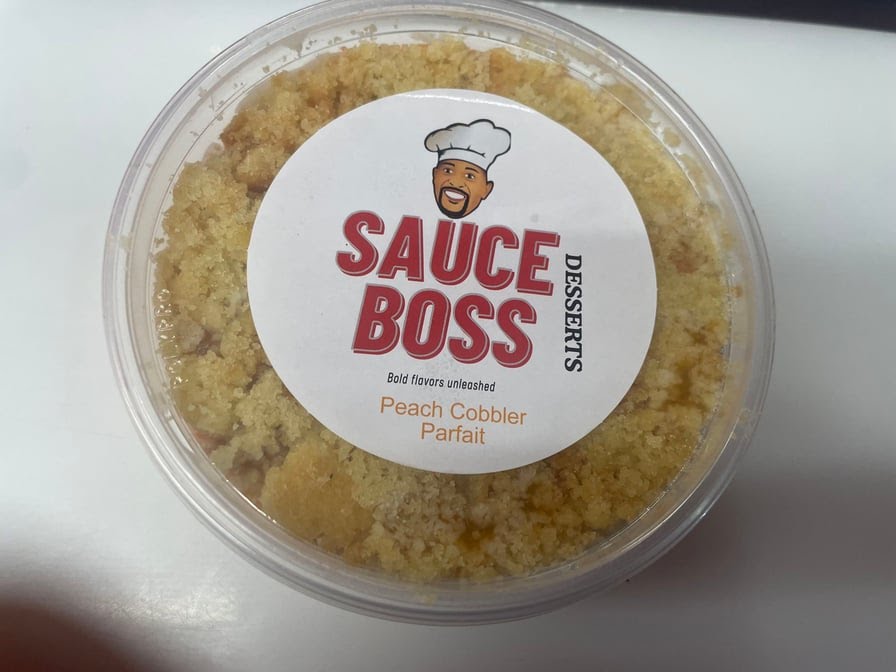 SAUCE
BOSS
DESSERTS
Bold flavors unleashed
Peach Cobbler
Parfait